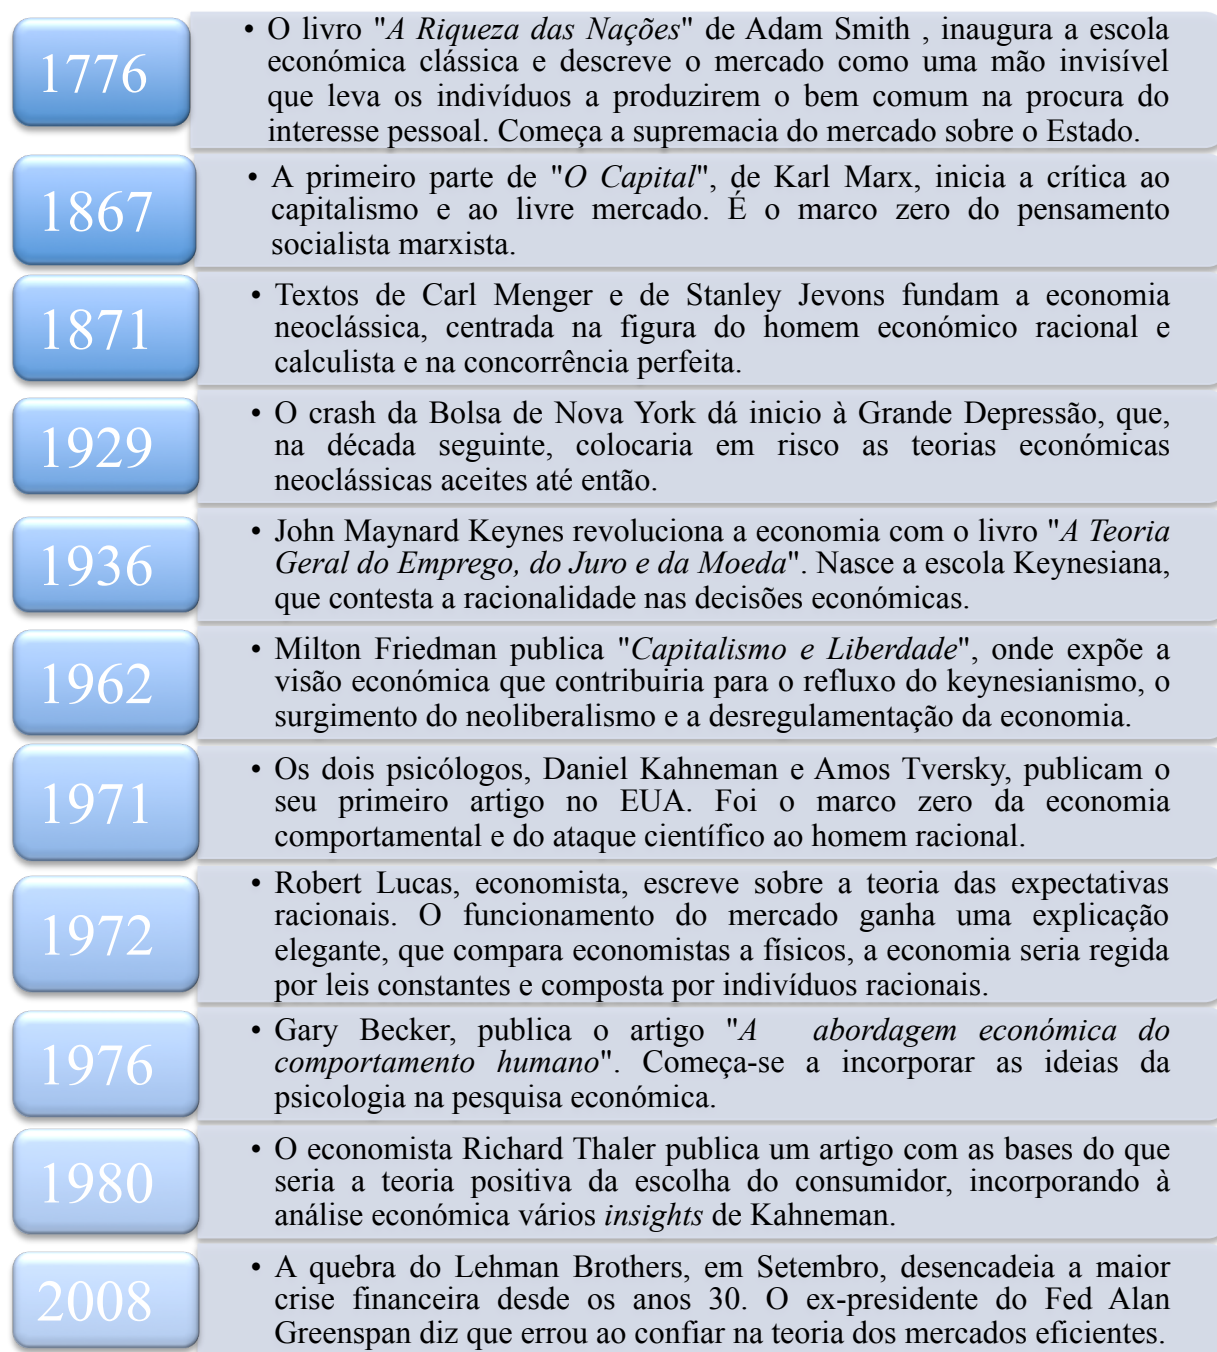 1776
• O livro "A Riqueza das Nações" de Adam Smith , inaugura a escola
económica clássica e descreve o mercado como uma mão invisível
que leva os indivíduos a produzirem o bem comum na procura do
interesse pessoal. Começa a supremacia do mercado sobre o Estado.
1867
• A primeiro parte de "O Capital", de Karl Marx, inicia a crítica ao
capitalismo e ao livre mercado. É o marco zero do pensamento
socialista marxista.
1871
• Textos de Carl Menger e de Stanley Jevons fundam a economia
neoclássica, centrada na figura do homem económico racional e
calculista e na concorrência perfeita.
1929
• O crash da Bolsa de Nova York dá inicio à Grande Depressão, que,
na década seguinte, colocaria em risco as teorias económicas
neoclássicas aceites até então.
1936
• John Maynard Keynes revoluciona a economia com o livro "A Teoria
Geral do Emprego, do Juro e da Moeda". Nasce a escola Keynesiana,
que contesta a racionalidade nas decisões económicas.
1962
• Milton Friedman publica "Capitalismo e Liberdade", onde expõe a
visão económica que contribuiria para o refluxo do keynesianismo, o
surgimento do neoliberalismo e a desregulamentação da economia.
1971
• Os dois psicólogos, Daniel Kahneman e Amos Tversky, publicam o
seu primeiro artigo no EUA. Foi o marco zero da economia
comportamental e do ataque científico ao homem racional.
1972
• Robert Lucas, economista, escreve sobre a teoria das expectativas
racionais. O funcionamento do mercado ganha uma explicação
elegante, que compara economistas a físicos, a economia seria regida
por leis constantes e composta por indivíduos racionais.
1976
• Gary Becker, publica o artigo "A abordagem económica do
comportamento humano". Começa-se a incorporar as ideias da
psicologia na pesquisa económica.
1980
• O economista Richard Thaler publica um artigo com as bases do que
seria a teoria positiva da escolha do consumidor, incorporando à
análise económica vários insights de Kahneman.
2008
• A quebra do Lehman Brothers, em Setembro, desencadeia a maior
crise financeira desde os anos 30. O ex-presidente do Fed Alan
Greenspan diz que errou ao confiar na teoria dos mercados eficientes.